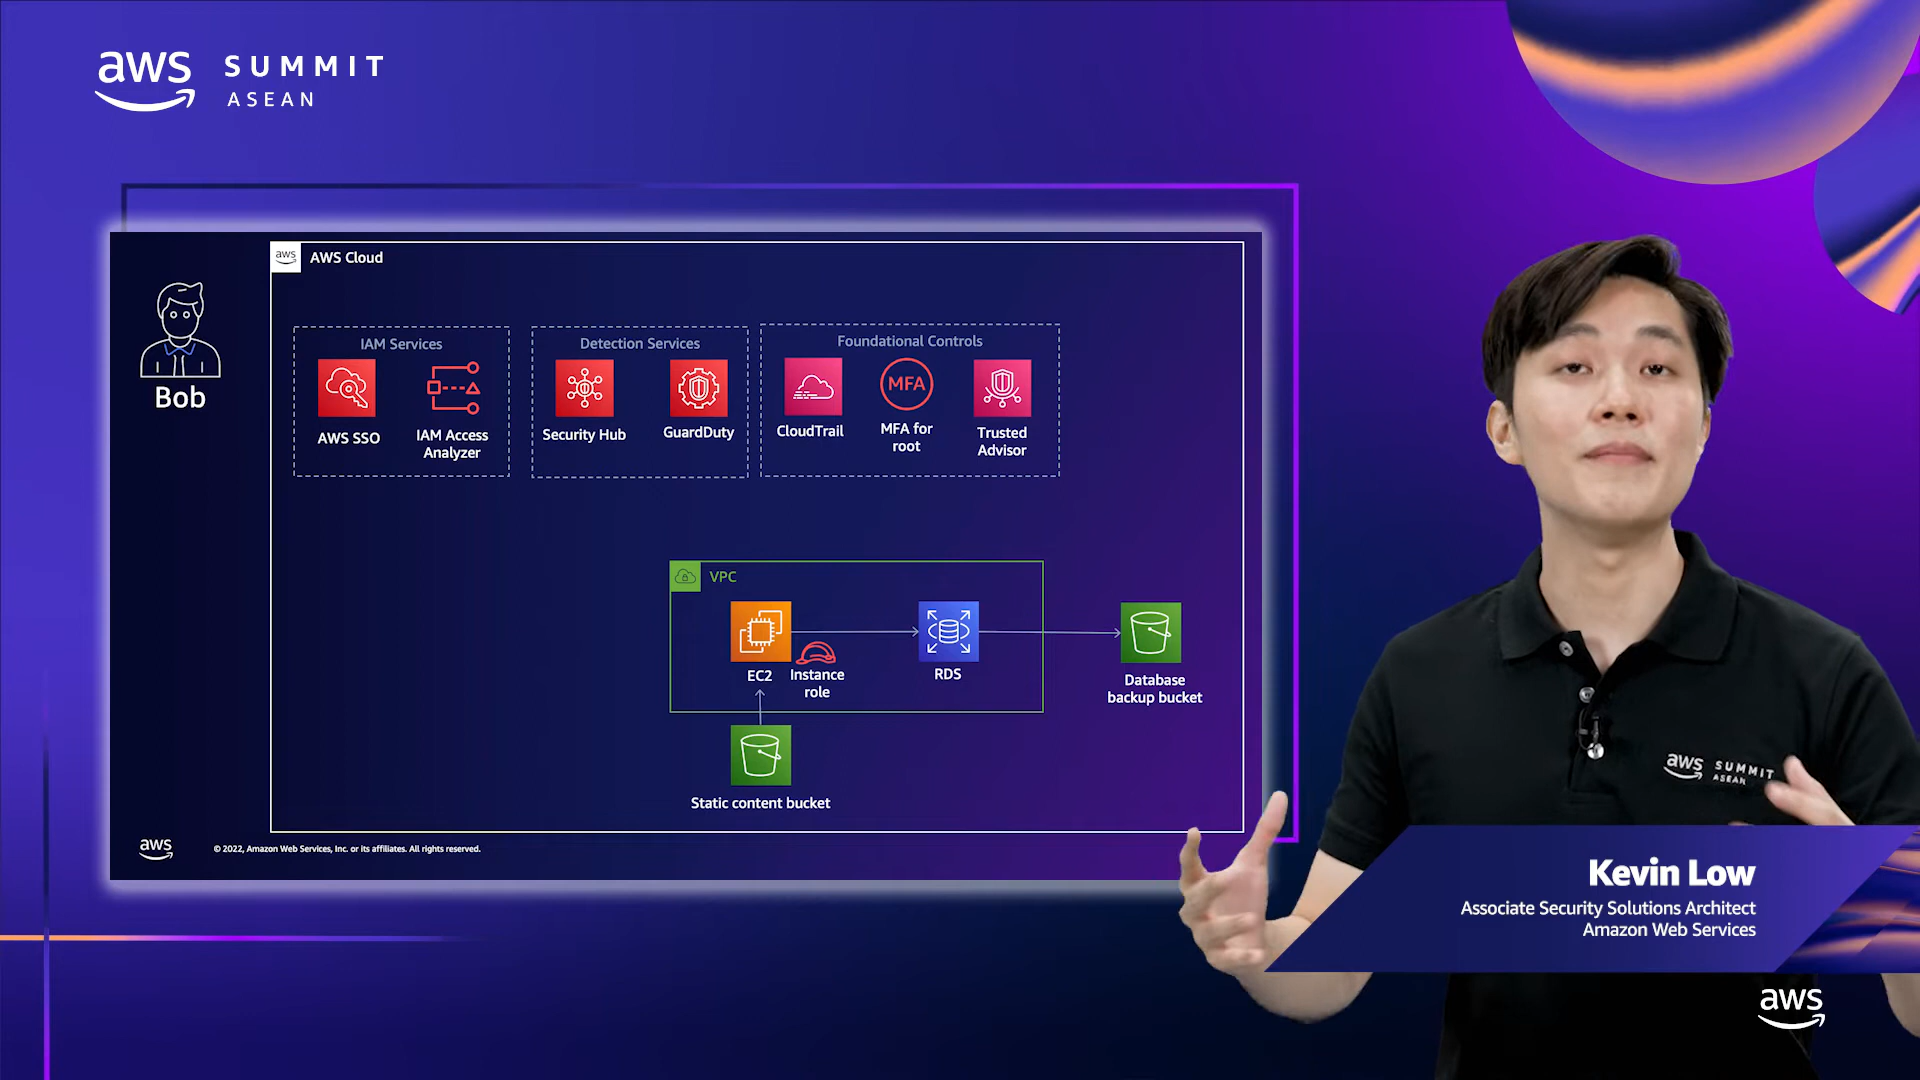 aws SUMMIT
ASEAN
aws AWS Cloud
Bob
IAM Services
AWS SSO
IAM Access
Analyzer
Detection Services
Security Hub
GuardDuty
Foundational Controls
CloudTrail
MFA
MFA for
root
Trusted
Advisor
VPC
EC2
Instance
role
RDS
Database
backup bucket
Static content bucket
aws
© 2022, Amazon Web Services, Inc. or its affiliates. All rights reserved.
aws SUMMIT
ASEAN
Kevin Low
Associate Security Solutions Architect
Amazon Web Services
aws